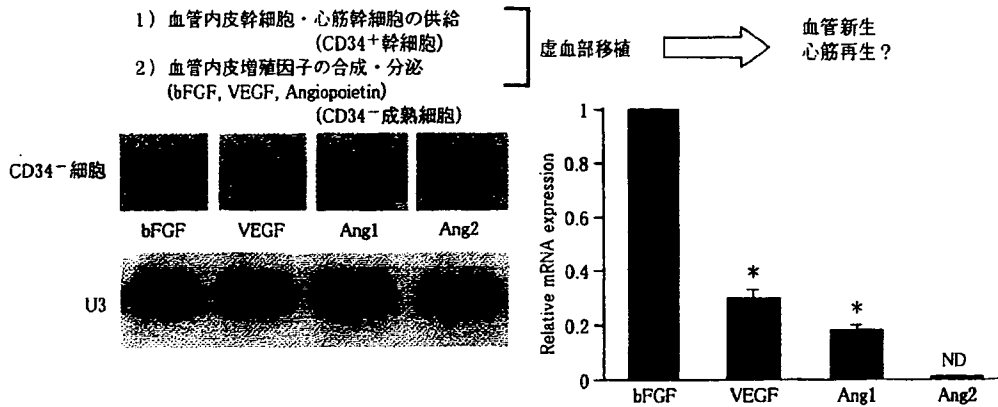 1) 血管内皮幹細胞・心筋幹細胞の供給
(CD34+幹細胞)
2) 血管内皮増殖因子の合成・分泌
(bFGF, VEGF, Angiopoietin)
(CD34−成熟細胞)
虚血部移植
血管新生
心筋再生?
CD34−細胞
bFGF VEGF Ang1 Ang2
U3
Relative mRNA expression
1
0.8
0.6
0.4
0.2
0
*
*
ND
bFGF VEGF Ang1 Ang2